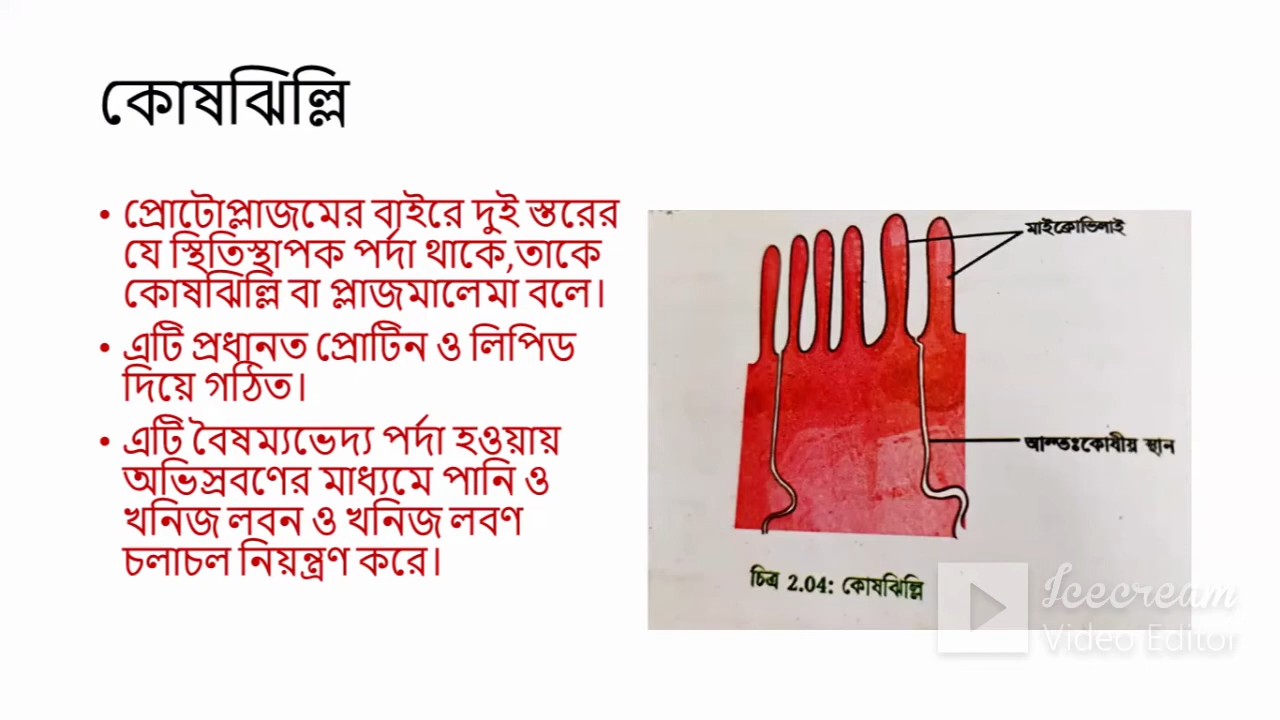 কোষঝিল্লি
• প্রোটোপ্লাজমের বাইরে দুই স্তরের
যে স্থিতিস্থাপক পর্দা থাকে,তাকে
কোষঝিল্লি বা প্লাজমালেমা বলে।
• এটি প্রধানত প্রোটিন ও লিপিড
দিয়ে গঠিত।
• এটি বৈষম্যভেদ্য পর্দা হওয়ায়
অভিস্রবণের মাধ্যমে পানি ও
খনিজ লবন ও খনিজ লবণ
চলাচল নিয়ন্ত্রণ করে।
মাইক্রোভিলাই
আন্তঃকোষীয় স্থান
চিত্র 2.04: কোষঝিল্লি
Icecream
Video Editor